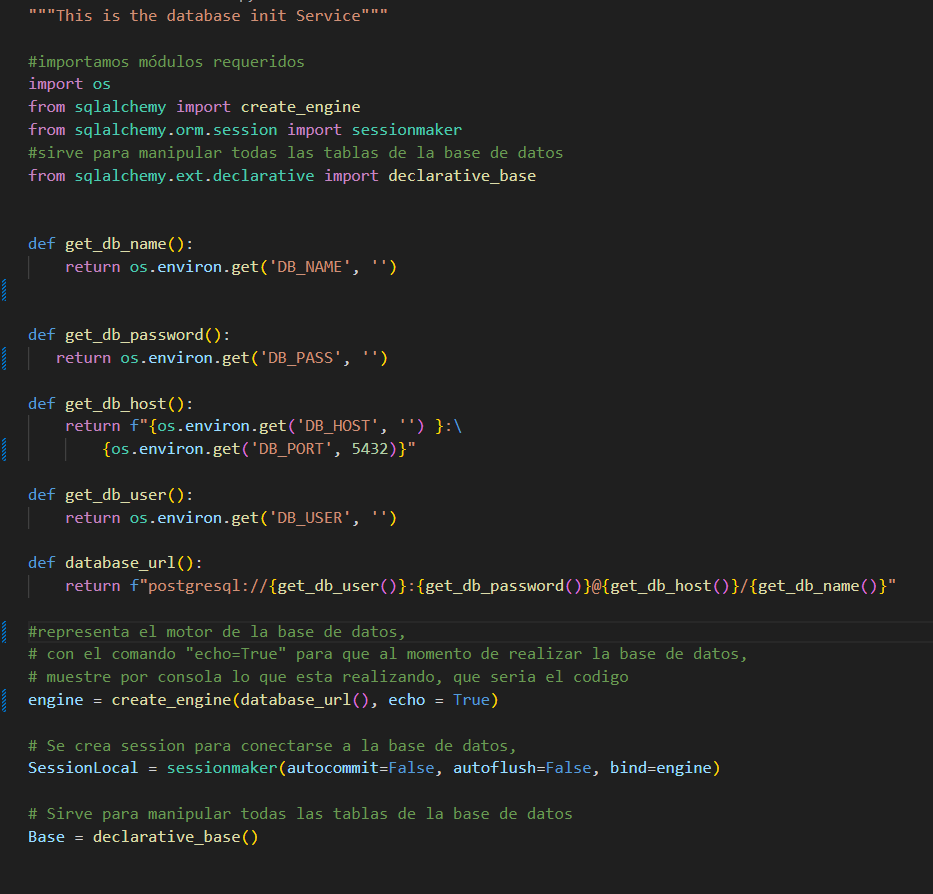 """This is the database init Service"""
#importamos módulos requeridos
import os
from sqlalchemy import create_engine
from sqlalchemy.orm.session import sessionmaker
#sirve para manipular todas las tablas de la base de datos
from sqlalchemy.ext.declarative import declarative_base
def get_db_name():
    return os.environ.get('DB_NAME', '')
def get_db_password():
   return os.environ.get('DB_PASS', '')
def get_db_host():
    return f"{os.environ.get('DB_HOST', '') }:\
        {os.environ.get('DB_PORT', 5432)}"
def get_db_user():
    return os.environ.get('DB_USER', '')
def database_url():
    return f"postgresql://{get_db_user()}:{get_db_password()}@{get_db_host()}/{get_db_name()}"
#representa el motor de la base de datos,
# con el comando "echo=True" para que al momento de realizar la base de datos,
# muestre por consola lo que esta realizando, que seria el codigo
engine = create_engine(database_url(), echo = True)
# Se crea session para conectarse a la base de datos,
SessionLocal = sessionmaker(autocommit=False, autoflush=False, bind=engine)
# Sirve para manipular todas las tablas de la base de datos
Base = declarative_base()